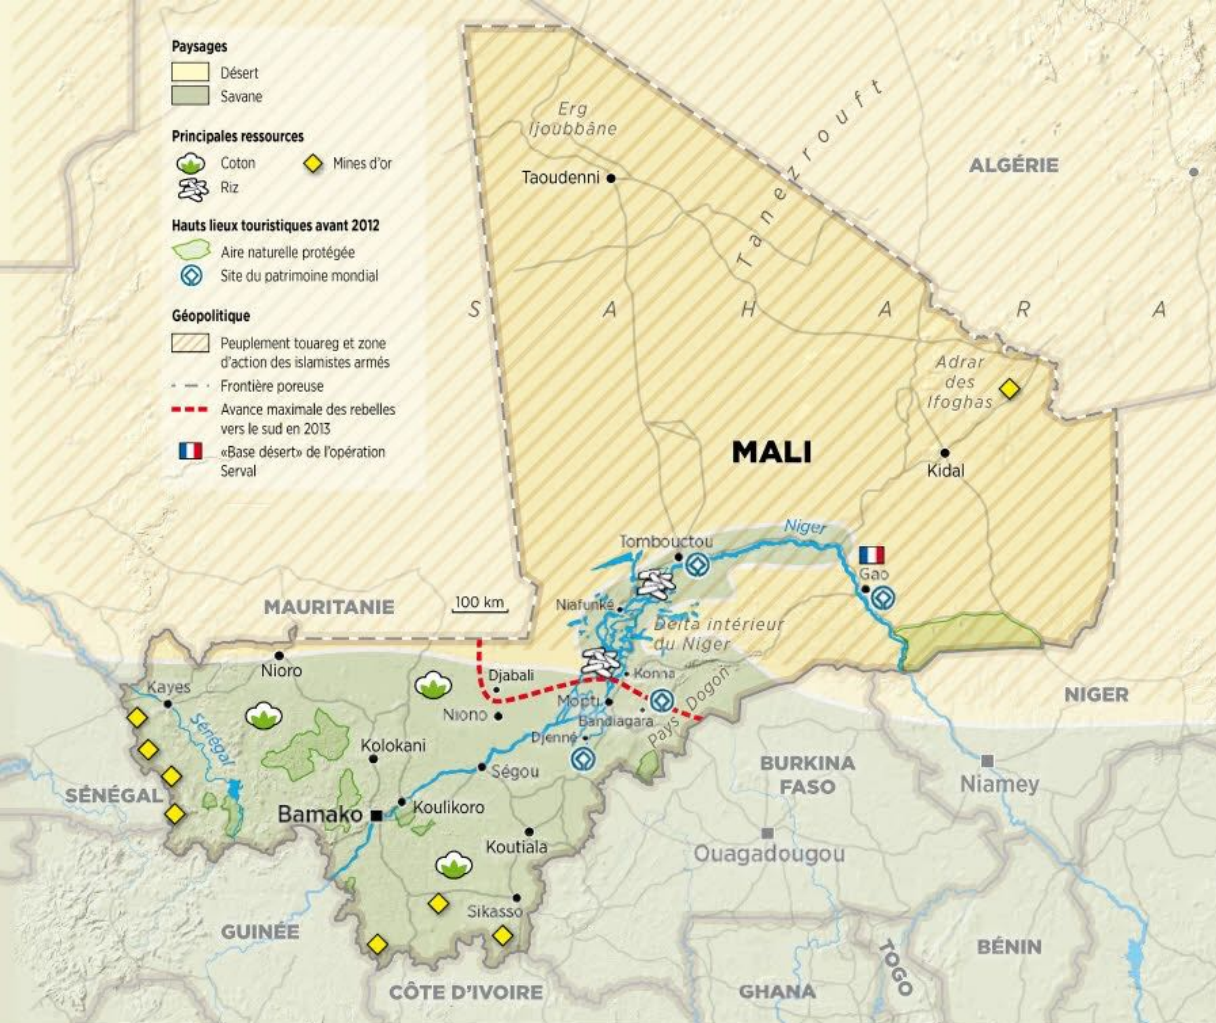 Paysages
Désert
Savane
Principales ressources
Coton
Mines d'or
Riz
Hauts lieux touristiques avant 2012
Aire naturelle protégée
Site du patrimoine mondial
Géopolitique
Peuplement touareg et zone
d'action des islamistes armés
Frontière poreuse
Avance maximale des rebelles
vers le sud en 2013
«Base désert» de l'opération
Serval
Erg
Ijoubbâne
Taoudenni
Tanezrouft
ALGÉRIE
SAHARA
Adrar
des
Ifoghas
MALI
Kidal
Niger
Tombouctou
Gao
MAURITANIE
100 km
Niafunké
Delta intérieur
du Niger
Nioro
Djabali
Konna
Kayes
Niono
Mopti
Bandiagara
Pays Dogon
NIGER
Sénégal
Kolokani
Djenné
Ségou
SÉNÉGAL
BURKINA
FASO
Niamey
Bamako
Koulikoro
Koutiala
Ouagadougou
Sikasso
GUINÉE
CÔTE D'IVOIRE
GHANA
TOGO
BÉNIN